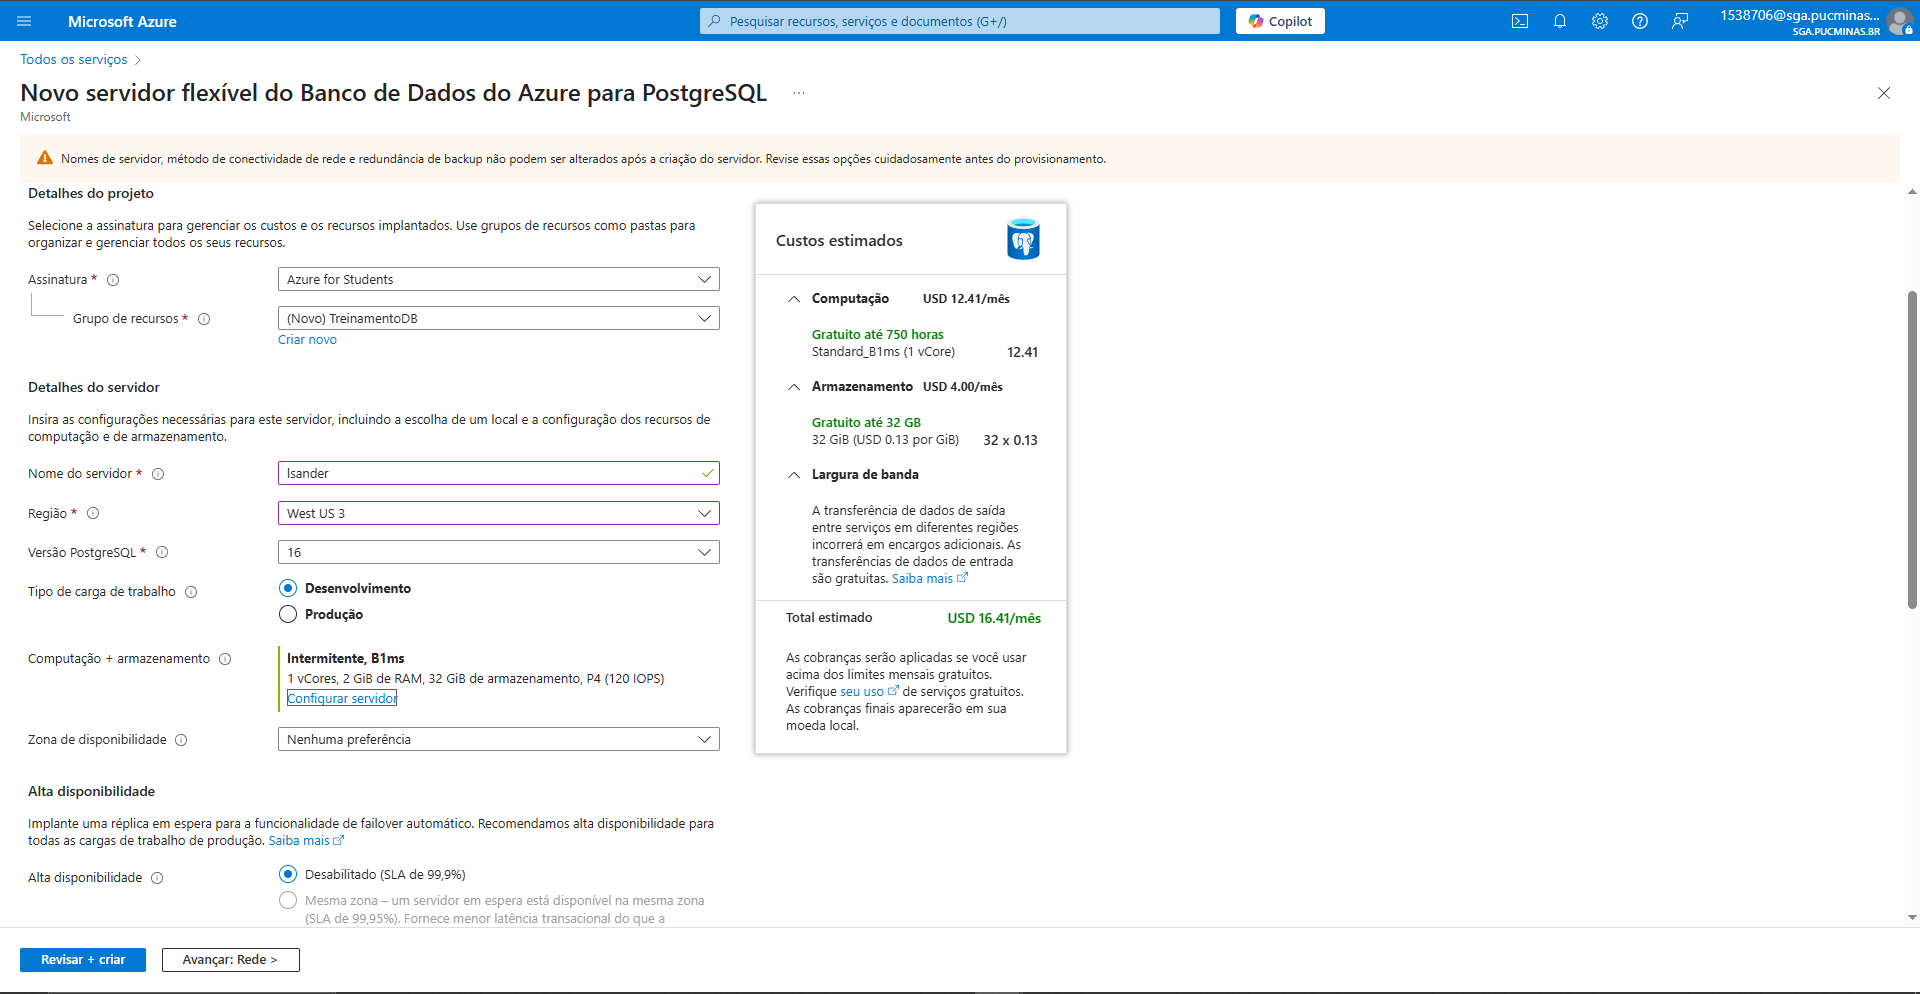 Microsoft Azure
Pesquisar recursos, serviços e documentos (G+/)
Copilot
1538706@sga.pucminas...
SGA.PUCMINAS.BR
Todos os serviços
Novo servidor flexível do Banco de Dados do Azure para PostgreSQL ...
Microsoft
Nomes de servidor, método de conectividade de rede e redundância de backup não podem ser alterados após a criação do servidor. Revise essas opções cuidadosamente antes do provisionamento.
Detalhes do projeto
Selecione a assinatura para gerenciar os custos e os recursos implantados. Use grupos de recursos como pastas para
organizar e gerenciar todos os seus recursos.
Assinatura *
Azure for Students
Grupo de recursos *
(Novo) TreinamentoDB
Criar novo
Detalhes do servidor
Insira as configurações necessárias para este servidor, incluindo a escolha de um local e a configuração dos recursos de
computação e de armazenamento.
Nome do servidor *
lsander
Região *
West US 3
Versão PostgreSQL *
16
Tipo de carga de trabalho
Desenvolvimento
Produção
Computação + armazenamento
Intermitente, B1ms
1 vCores, 2 GiB de RAM, 32 GiB de armazenamento, P4 (120 IOPS)
Configurar servidor
Zona de disponibilidade
Nenhuma preferência
Alta disponibilidade
Implante uma réplica em espera para a funcionalidade de failover automático. Recomendamos alta disponibilidade para
todas as cargas de trabalho de produção. Saiba mais
Alta disponibilidade
Desabilitado (SLA de 99,9%)
Mesma zona – um servidor em espera está disponível na mesma zona
(SLA de 99,95%). Fornece menor latência transacional do que a
Custos estimados
Computação USD 12.41/mês
Gratuito até 750 horas
Standard_B1ms (1 vCore) 12.41
Armazenamento USD 4.00/mês
Gratuito até 32 GB
32 GiB (USD 0.13 por GiB) 32 x 0.13
Largura de banda
A transferência de dados de saída
entre serviços em diferentes regiões
incorrerá em encargos adicionais. As
transferências de dados de entrada
são gratuitas. Saiba mais
Total estimado USD 16.41/mês
As cobranças serão aplicadas se você usar
acima dos limites mensais gratuitos.
Verifique seu uso de serviços gratuitos.
As cobranças finais aparecerão em sua
moeda local.
Revisar + criar
Avançar: Rede >